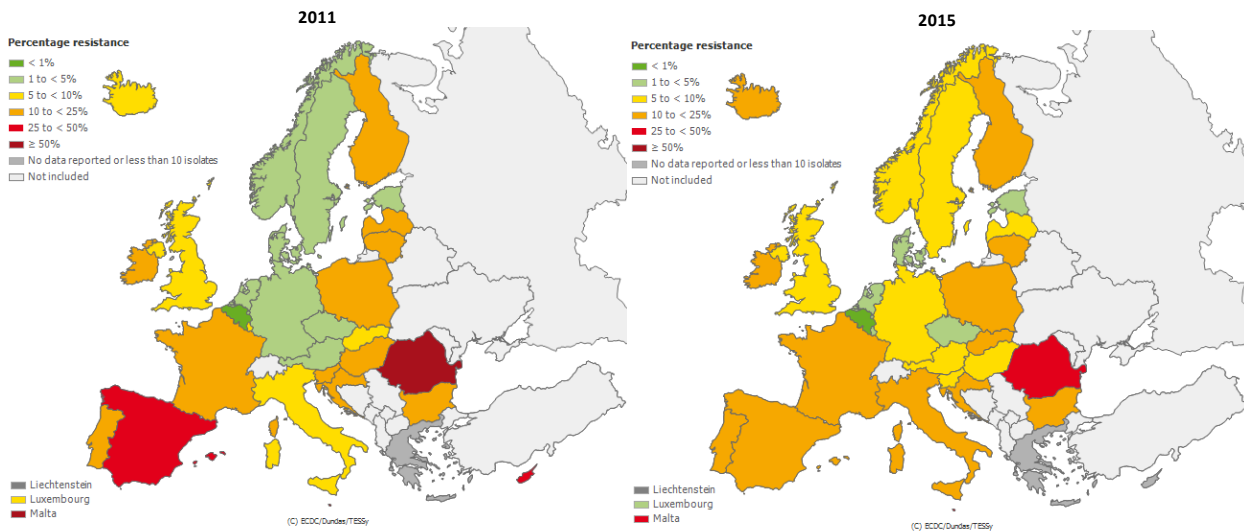 2011
Percentage resistance
< 1%
1 to < 5%
5 to < 10%
10 to < 25%
25 to < 50%
≥ 50%
No data reported or less than 10 isolates
Not included
Liechtenstein
Luxembourg
Malta
(C) ECDC/Dundas/TESSy
2015
Percentage resistance
< 1%
1 to < 5%
5 to < 10%
10 to < 25%
25 to < 50%
≥ 50%
No data reported or less than 10 isolates
Not included
Liechtenstein
Luxembourg
Malta
(C) ECDC/Dundas/TESSy